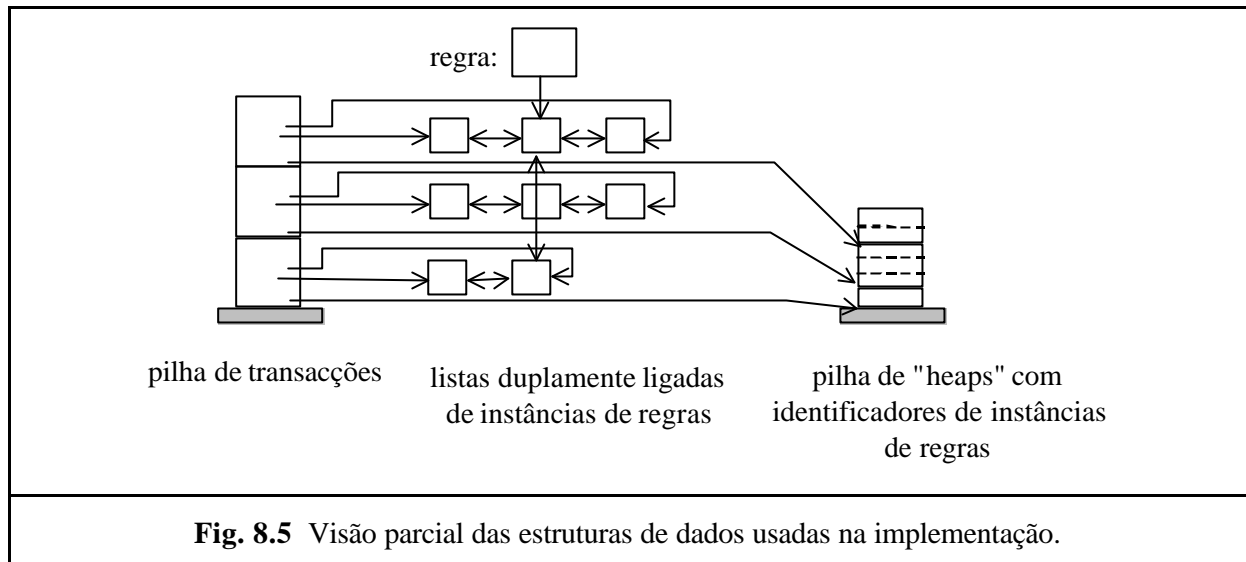 regra:
pilha de transacções
listas duplamente ligadas
de instâncias de regras
pilha de "heaps" com
identificadores de instâncias
de regras
Fig. 8.5 Visão parcial das estruturas de dados usadas na implementação.